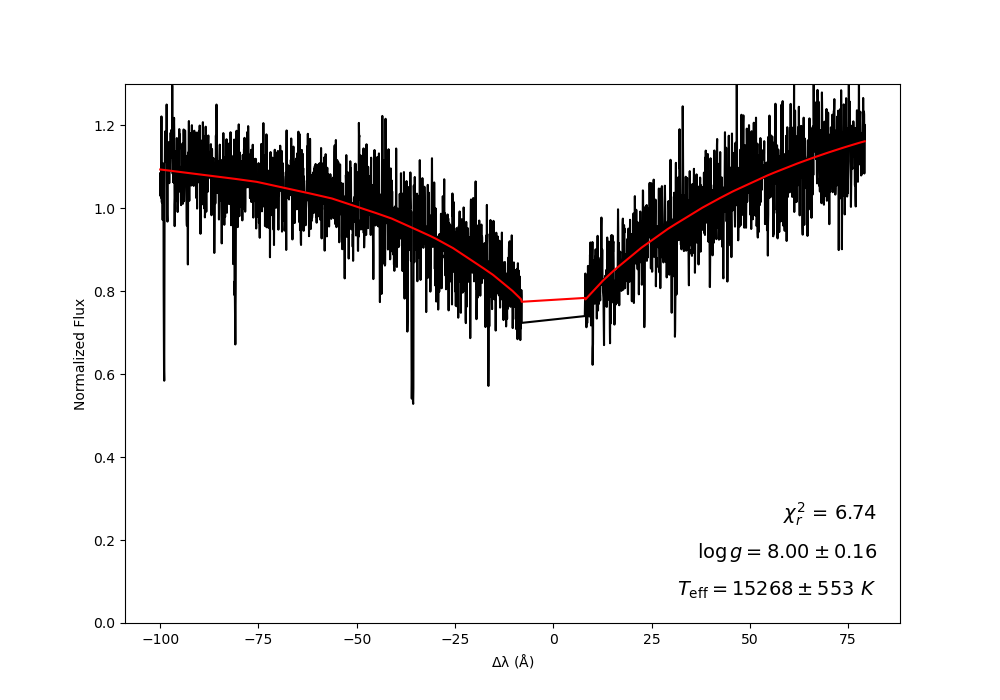 1.2
1.0
0.8
0.6
0.4
0.2
0.0
Normalized Flux
χ²ᵣ = 6.74
log g = 8.00 ± 0.16
T_eff = 15268 ± 553 K
−100 −75 −50 −25 0 25 50 75
Δλ (Å)